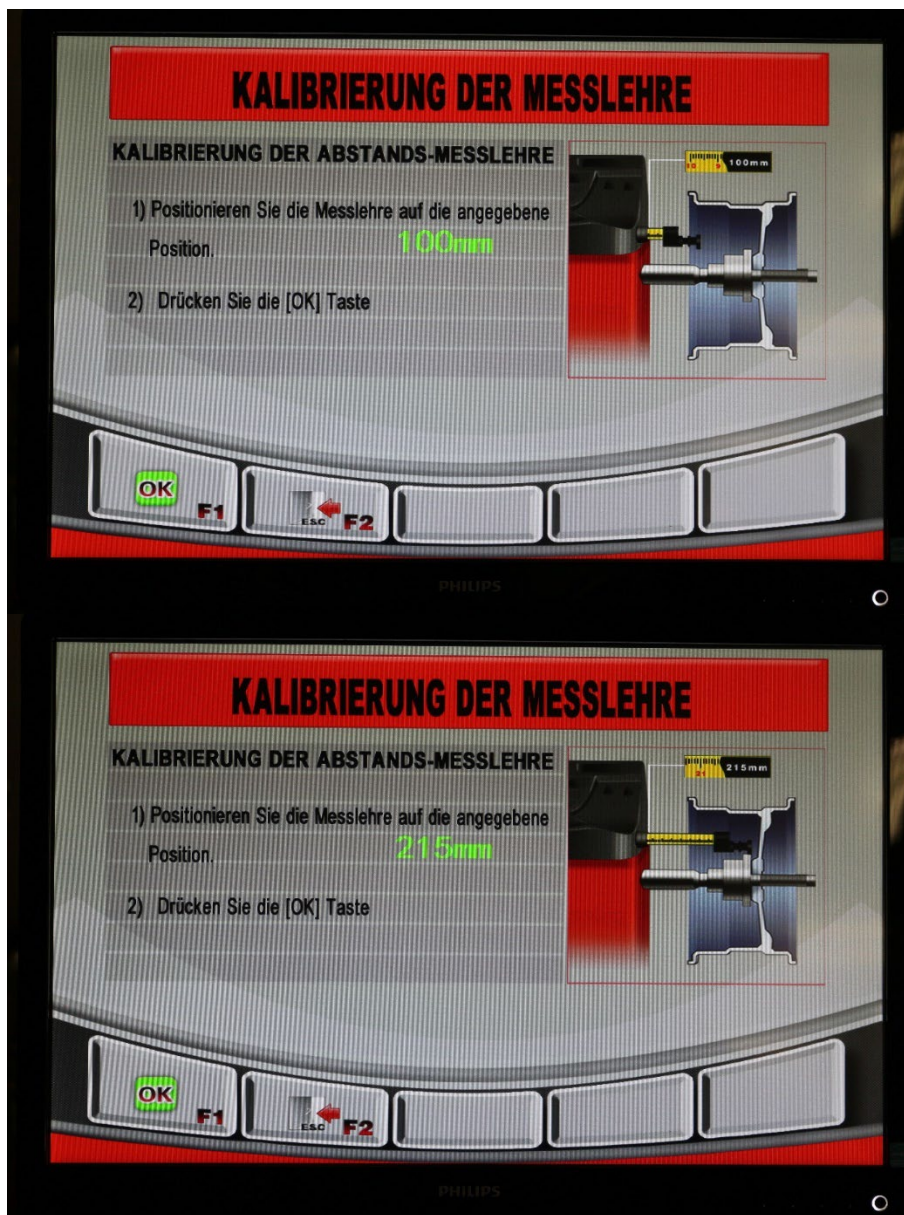 KALIBRIERUNG DER MESSLEHRE
KALIBRIERUNG DER ABSTANDS-MESSLEHRE
10 9 100mm
1) Positionieren Sie die Messlehre auf die angegebene
Position. 100mm
2) Drücken Sie die [OK] Taste
OK F1
ESC F2
PHILIPS
KALIBRIERUNG DER MESSLEHRE
KALIBRIERUNG DER ABSTANDS-MESSLEHRE
21 215mm
1) Positionieren Sie die Messlehre auf die angegebene
Position. 215mm
2) Drücken Sie die [OK] Taste
OK F1
ESC F2
PHILIPS